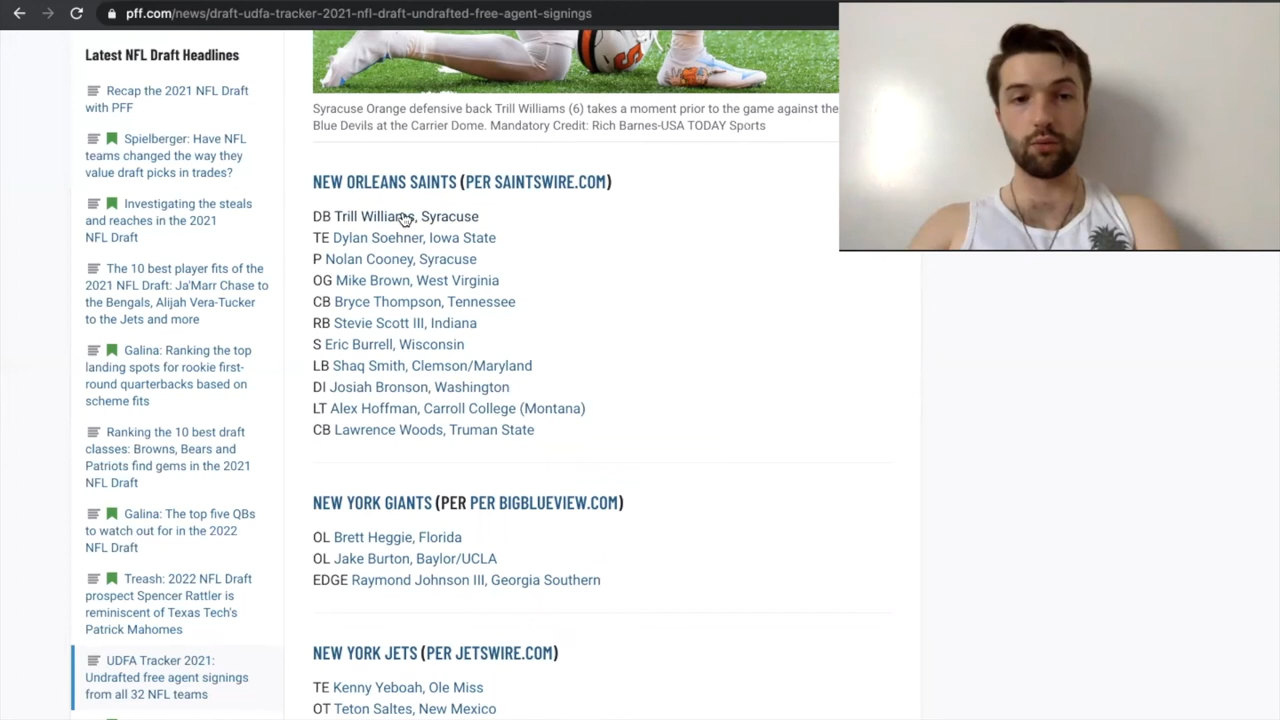 pff.com/news/draft-udfa-tracker-2021-nfl-draft-undrafted-free-agent-signings
Latest NFL Draft Headlines
Recap the 2021 NFL Draft
with PFF
Spielberger: Have NFL
teams changed the way they
value draft picks in trades?
Investigating the steals
and reaches in the 2021
NFL Draft
The 10 best player fits of the
2021 NFL Draft: Ja'Marr Chase to
the Bengals, Alijah Vera-Tucker
to the Jets and more
Galina: Ranking the top
landing spots for rookie first-
round quarterbacks based on
scheme fits
Ranking the 10 best draft
classes: Browns, Bears and
Patriots find gems in the 2021
NFL Draft
Galina: The top five QBs
to watch out for in the 2022
NFL Draft
Treash: 2022 NFL Draft
prospect Spencer Rattler is
reminiscent of Texas Tech's
Patrick Mahomes
UDFA Tracker 2021:
Undrafted free agent signings
from all 32 NFL teams
Syracuse Orange defensive back Trill Williams (6) takes a moment prior to the game against the
Blue Devils at the Carrier Dome. Mandatory Credit: Rich Barnes-USA TODAY Sports
NEW ORLEANS SAINTS (PER SAINTSWIRE.COM)
DB Trill Williams, Syracuse
TE Dylan Soehner, Iowa State
P Nolan Cooney, Syracuse
OG Mike Brown, West Virginia
CB Bryce Thompson, Tennessee
RB Stevie Scott III, Indiana
S Eric Burrell, Wisconsin
LB Shaq Smith, Clemson/Maryland
DI Josiah Bronson, Washington
LT Alex Hoffman, Carroll College (Montana)
CB Lawrence Woods, Truman State
NEW YORK GIANTS (PER PER BIGBLUEVIEW.COM)
OL Brett Heggie, Florida
OL Jake Burton, Baylor/UCLA
EDGE Raymond Johnson III, Georgia Southern
NEW YORK JETS (PER JETSWIRE.COM)
TE Kenny Yeboah, Ole Miss
OT Teton Saltes, New Mexico